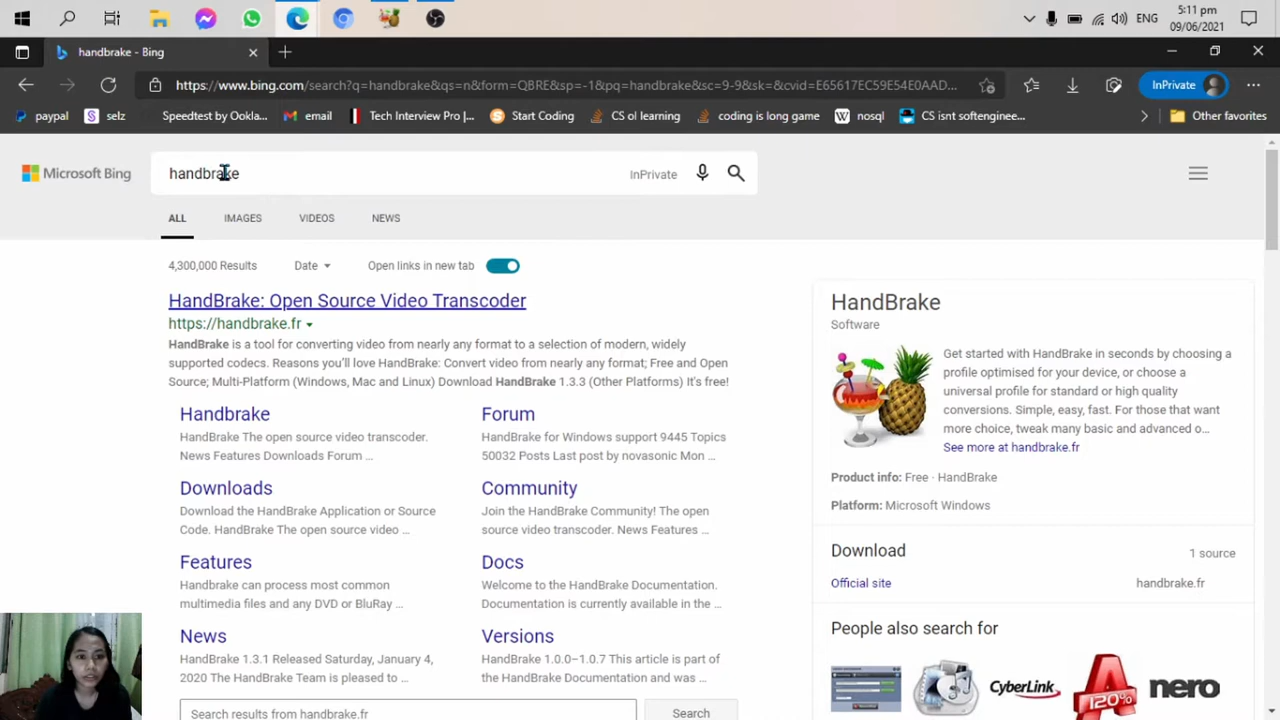 5:11 pm
ENG
09/06/2021
handbrake - Bing
https://www.bing.com/search?q=handbrake&qs=n&form=QBRE&sp=-1&pq=handbrake&sc=9-9&sk=&cvid=E65617EC59E54E0AAD...
InPrivate
paypal
selz
Speedtest by Ookla...
email
Tech Interview Pro |...
Start Coding
CS ol learning
coding is long game
nosql
CS isnt softenginee...
Other favorites
Microsoft Bing
handbrake
InPrivate
ALL
IMAGES
VIDEOS
NEWS
4,300,000 Results
Date
Open links in new tab
HandBrake: Open Source Video Transcoder
https://handbrake.fr
HandBrake is a tool for converting video from nearly any format to a selection of modern, widely
supported codecs. Reasons you'll love HandBrake: Convert video from nearly any format; Free and Open
Source; Multi-Platform (Windows, Mac and Linux) Download HandBrake 1.3.3 (Other Platforms) It's free!
Handbrake
HandBrake The open source video transcoder.
News Features Downloads Forum ...
Forum
HandBrake for Windows support 9445 Topics
50032 Posts Last post by novasonic Mon ...
Downloads
Download the HandBrake Application or Source
Code. HandBrake The open source video ...
Community
Join the HandBrake Community! The open
source video transcoder. News Features ...
Features
Handbrake can process most common
multimedia files and any DVD or BluRay ...
Docs
Welcome to the HandBrake Documentation.
Documentation is currently available in the ...
News
HandBrake 1.3.1 Released Saturday, January 4,
2020 The HandBrake Team is pleased to ...
Versions
HandBrake 1.0.0–1.0.7 This article is part of
the HandBrake Documentation and was ...
Search results from handbrake.fr
Search
HandBrake
Software
Get started with HandBrake in seconds by choosing a
profile optimised for your device, or choose a
universal profile for standard or high quality
conversions. Simple, easy, fast. For those that want
more choice, tweak many basic and advanced o...
See more at handbrake.fr
Product info: Free · HandBrake
Platform: Microsoft Windows
Download
1 source
Official site
handbrake.fr
People also search for
CyberLink
120%
nero